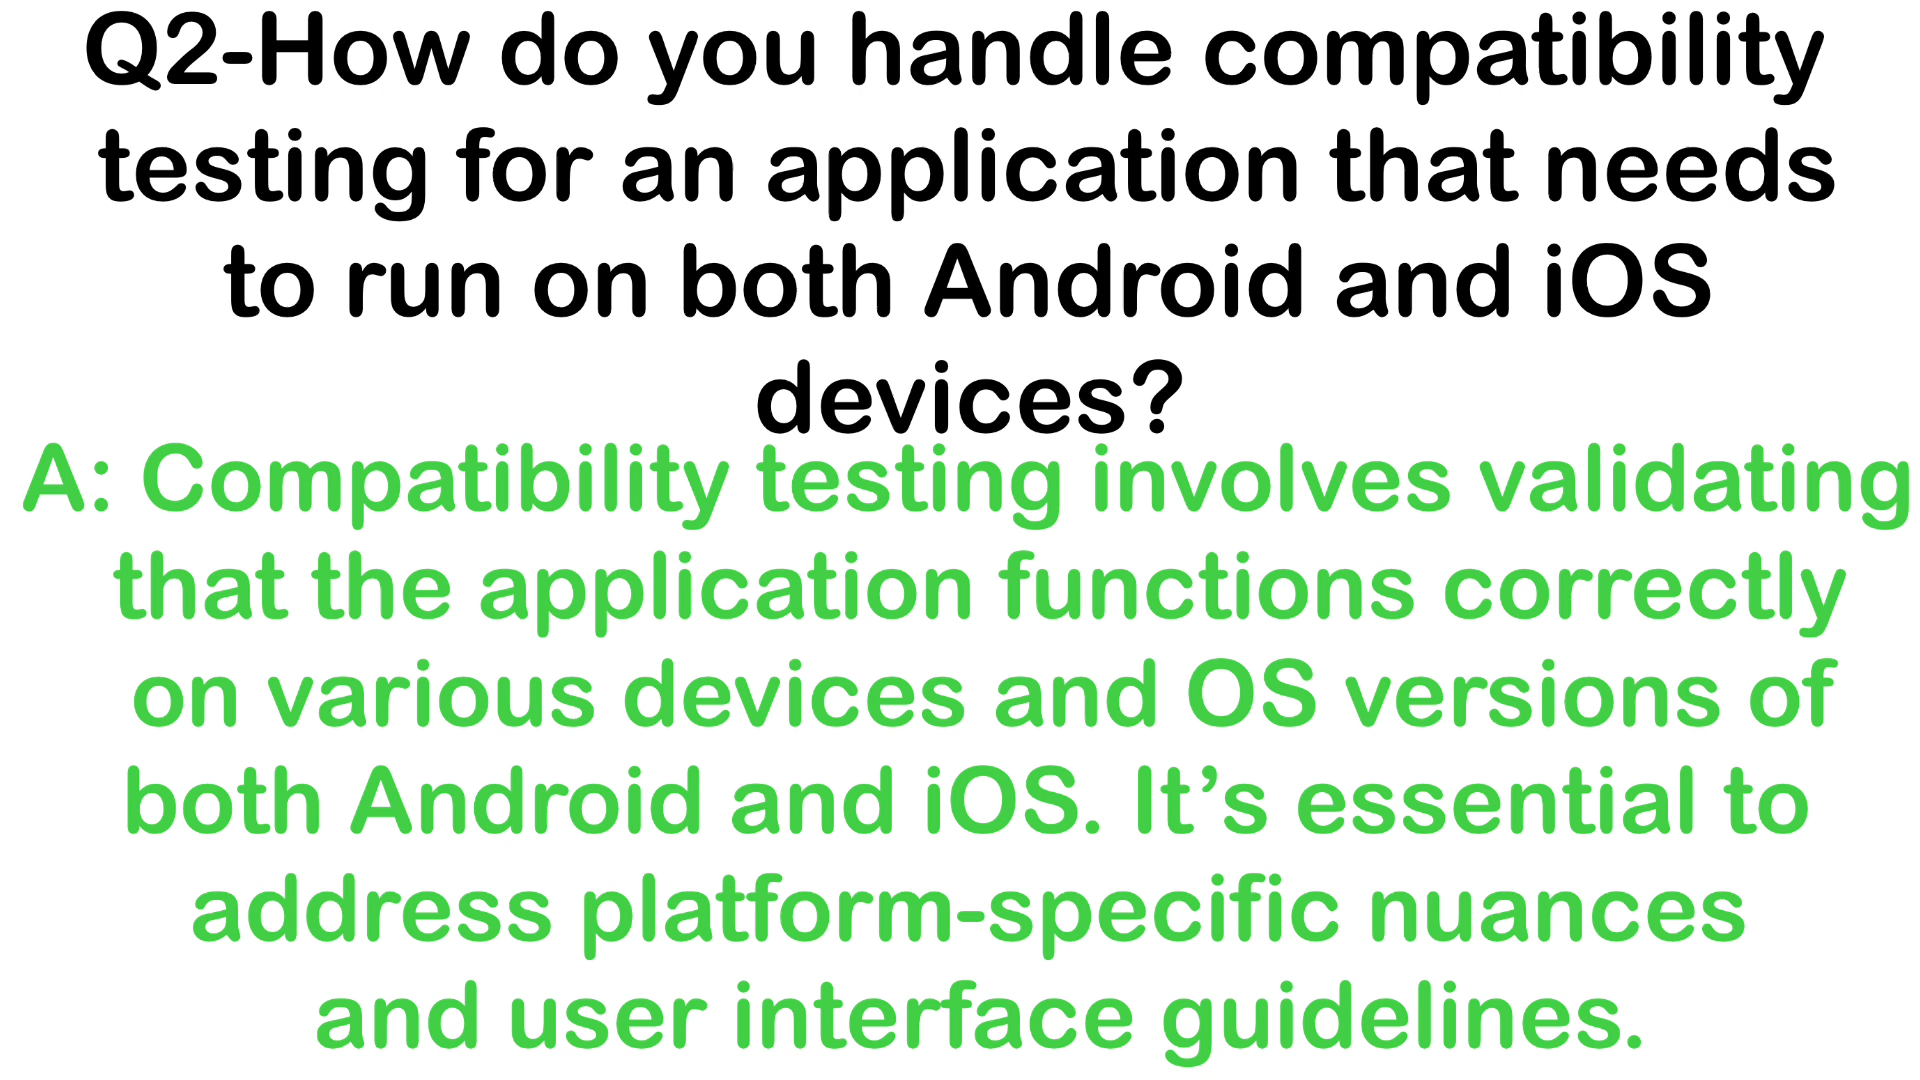 Q2-How do you handle compatibility
testing for an application that needs
to run on both Android and iOS
devices?
A: Compatibility testing involves validating
that the application functions correctly
on various devices and OS versions of
both Android and iOS. It’s essential to
address platform-specific nuances
and user interface guidelines.